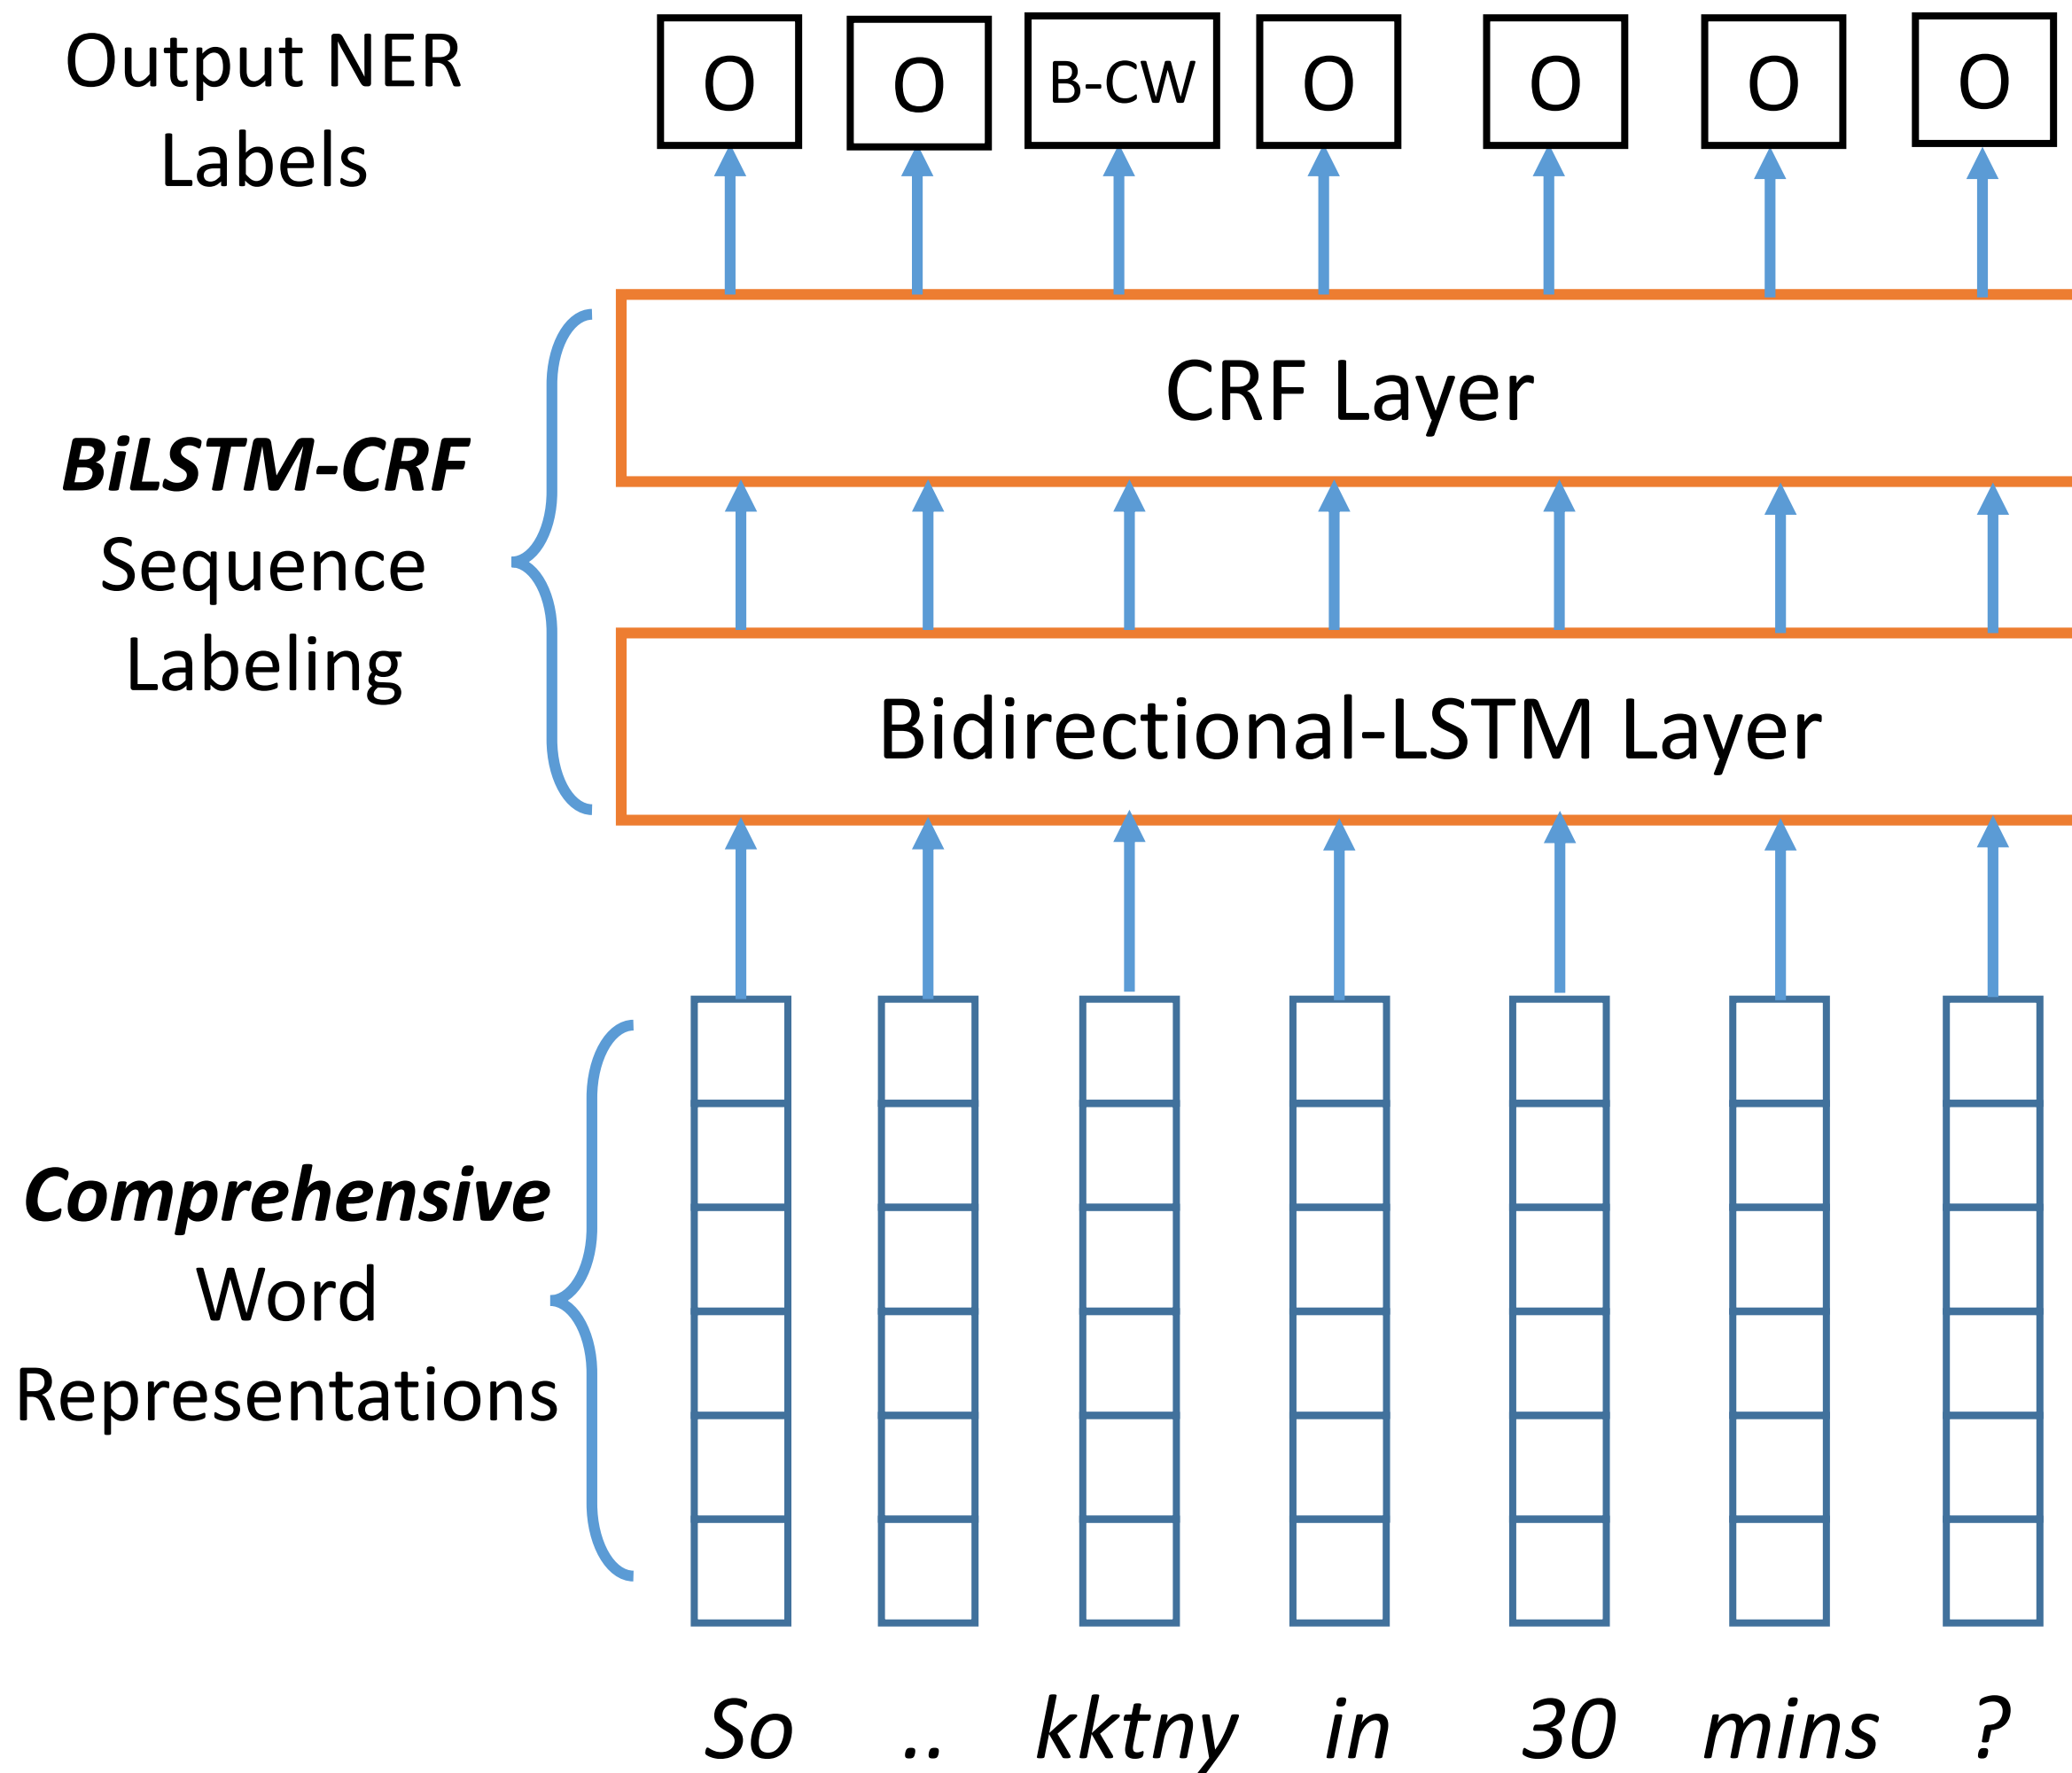 Output NER
Labels
O O B-CW O O O O
CRF Layer
BiLSTM-CRF
Sequence
Labeling
Bidirectional-LSTM Layer
Comprehensive
Word
Representations
So .. kktny in 30 mins ?